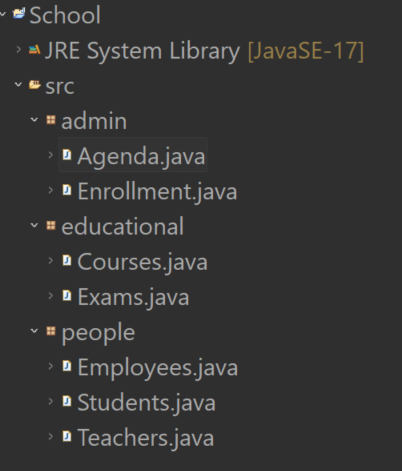 School
JRE System Library [JavaSE-17]
src
admin
Agenda.java
Enrollment.java
educational
Courses.java
Exams.java
people
Employees.java
Students.java
Teachers.java